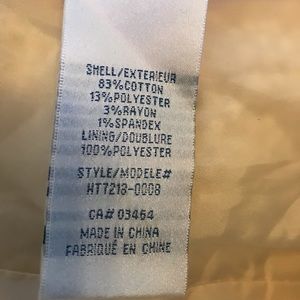 SHELL/EXTERIEUR
83%COTTON
13%POLYESTER
3%RAYON
1%SPANDEX
LINING/DOUBLURE
100%POLYESTER
STYLE/MODELE#
HT7213-0008
CA# 03464
MADE IN CHINA
FABRIQUÉ EN CHINE